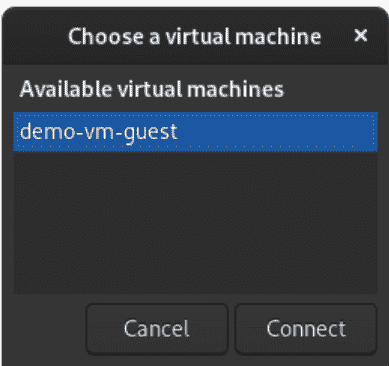 Choose a virtual machine ×
Available virtual machines
demo-vm-guest
Cancel Connect